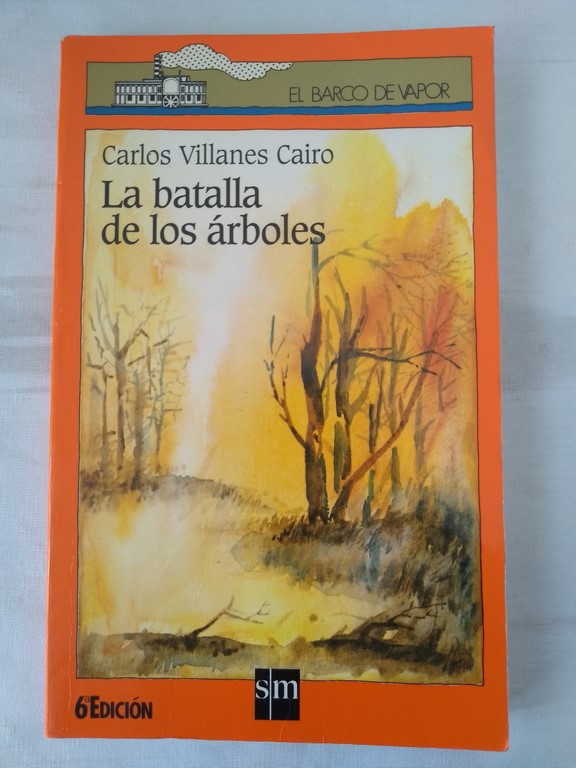 EL BARCO DE VAPOR
Carlos Villanes Cairo
La batalla
de los árboles
6ª EDICIÓN
sm